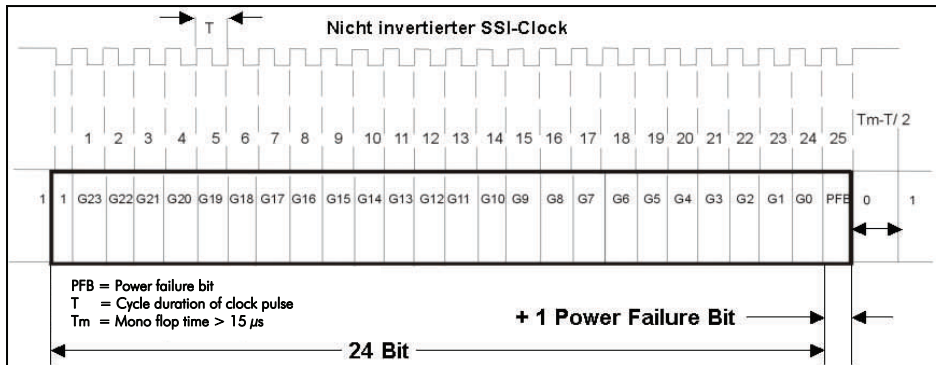 T
Nicht invertierter SSI-Clock
Tm-T/ 2
1 2 3 4 5 6 7 8 9 10 11 12 13 14 15 16 17 18 19 20 21 22 23 24 25
1 1 G23 G22 G21 G20 G19 G18 G17 G16 G15 G14 G13 G12 G11 G10 G9 G8 G7 G6 G5 G4 G3 G2 G1 G0 PFB 0 1
PFB = Power failure bit
T = Cycle duration of clock pulse
Tm = Mono flop time > 15 µs
+ 1 Power Failure Bit
24 Bit